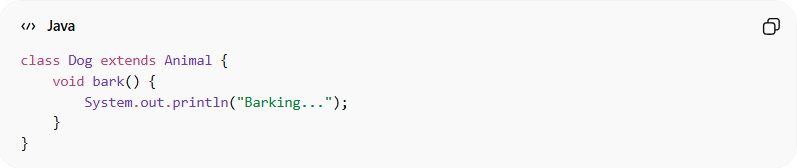 </> Java
class Dog extends Animal {
    void bark() {
        System.out.println("Barking...");
    }
}